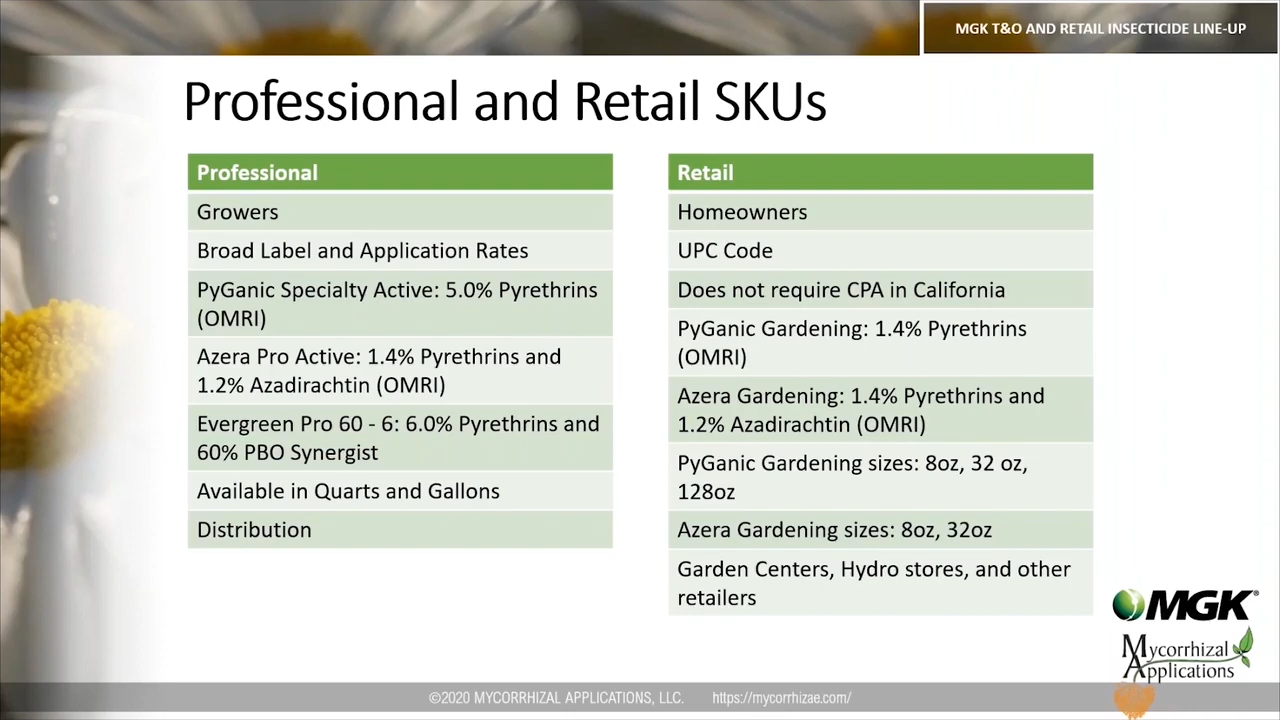 MGK T&O AND RETAIL INSECTICIDE LINE-UP
Professional and Retail SKUs
Professional
Growers
Broad Label and Application Rates
PyGanic Specialty Active: 5.0% Pyrethrins
(OMRI)
Azera Pro Active: 1.4% Pyrethrins and
1.2% Azadirachtin (OMRI)
Evergreen Pro 60 - 6: 6.0% Pyrethrins and
60% PBO Synergist
Available in Quarts and Gallons
Distribution
Retail
Homeowners
UPC Code
Does not require CPA in California
PyGanic Gardening: 1.4% Pyrethrins
(OMRI)
Azera Gardening: 1.4% Pyrethrins and
1.2% Azadirachtin (OMRI)
PyGanic Gardening sizes: 8oz, 32 oz,
128oz
Azera Gardening sizes: 8oz, 32oz
Garden Centers, Hydro stores, and other
retailers
MGK®
Mycorrhizal
Applications
©2020 MYCORRHIZAL APPLICATIONS, LLC. https://mycorrhizae.com/